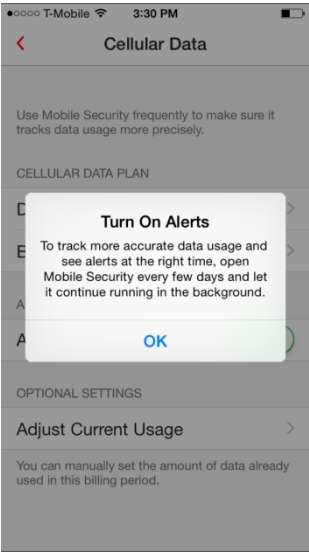 T-Mobile 3:30 PM
Cellular Data
Use Mobile Security frequently to make sure it
tracks data usage more precisely.
CELLULAR DATA PLAN
D
Turn On Alerts
To track more accurate data usage and
see alerts at the right time, open
Mobile Security every few days and let
it continue running in the background.
OK
B
A
A
OPTIONAL SETTINGS
Adjust Current Usage
You can manually set the amount of data already
used in this billing period.